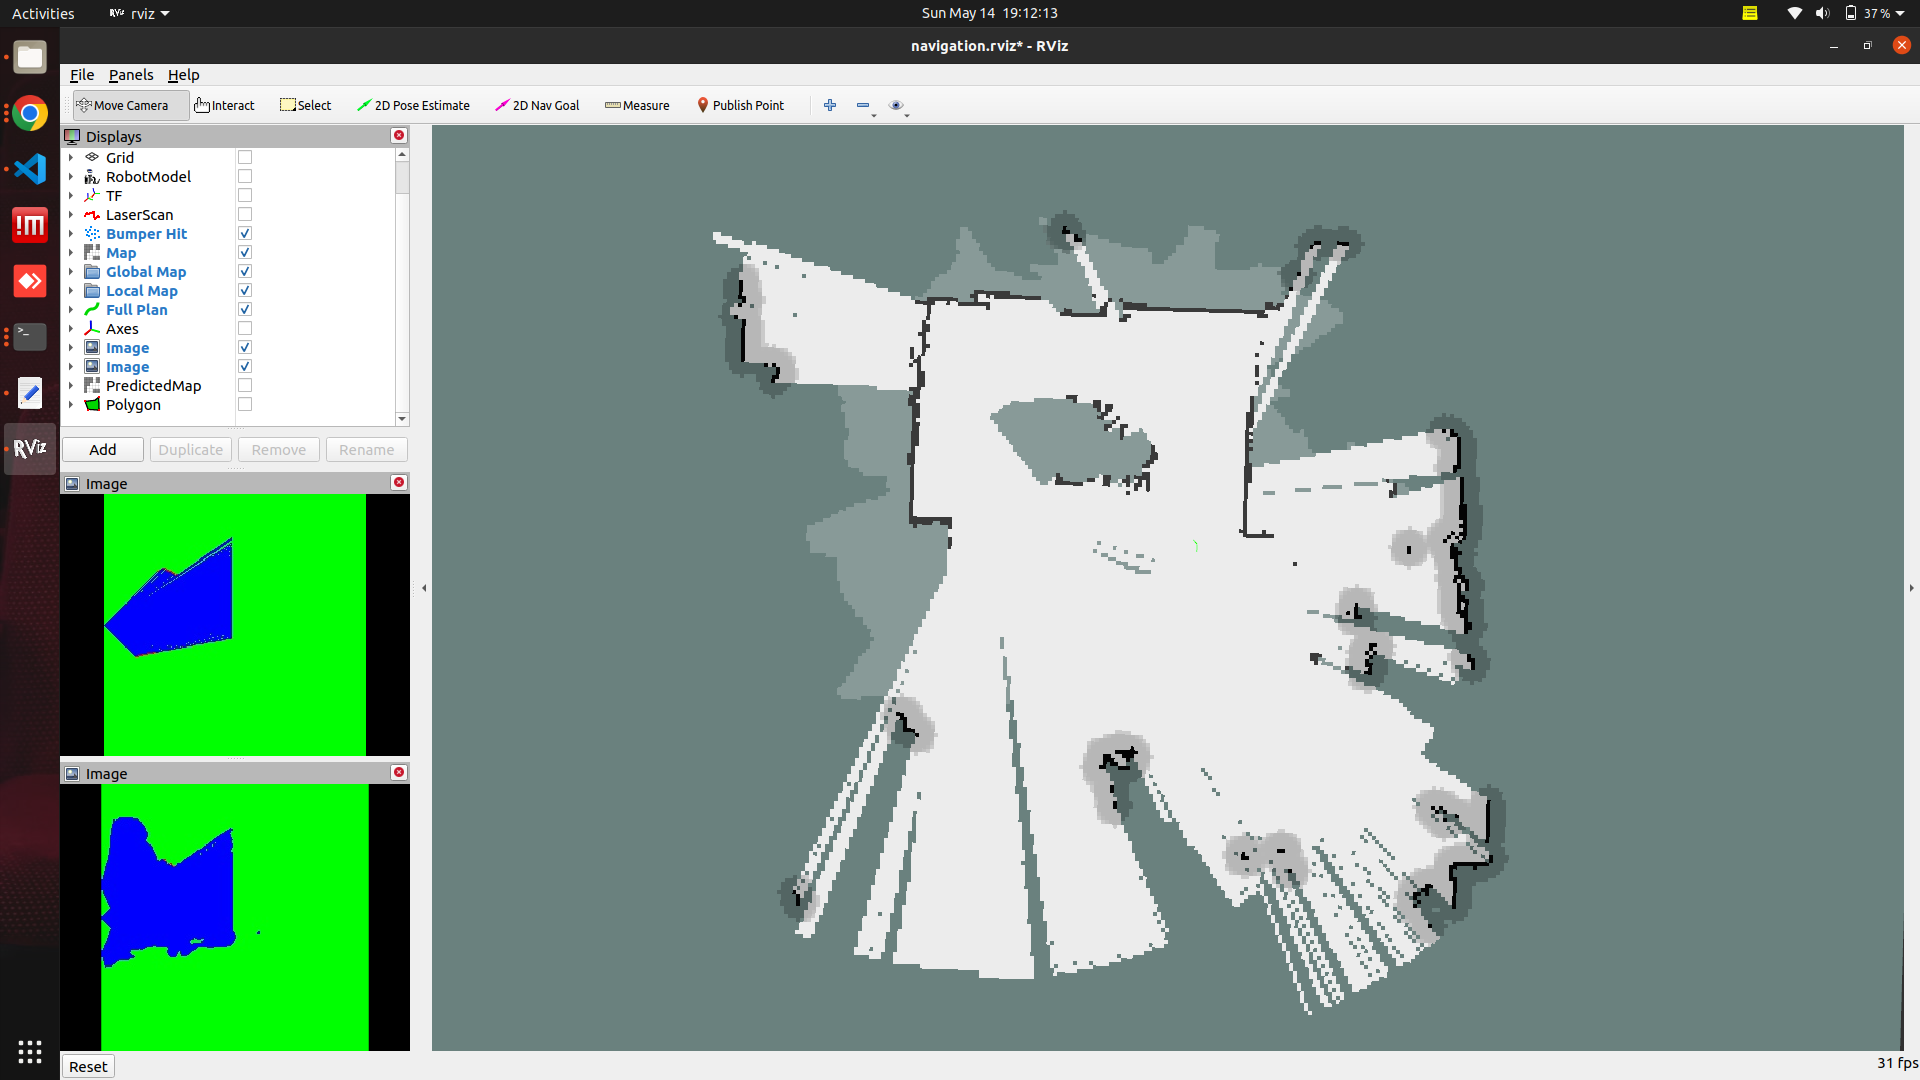 Activities
RViz
rviz
Sun May 14 19:12:13
37 %
navigation.rviz* - RViz
File Panels Help
Move Camera
Interact
Select
2D Pose Estimate
2D Nav Goal
Measure
Publish Point
Displays
Grid
RobotModel
TF
LaserScan
Bumper Hit
Map
Global Map
Local Map
Full Plan
Axes
Image
Image
PredictedMap
Polygon
Add
Duplicate
Remove
Rename
RViz
!M
>_
Image
Image
Reset
31 fps